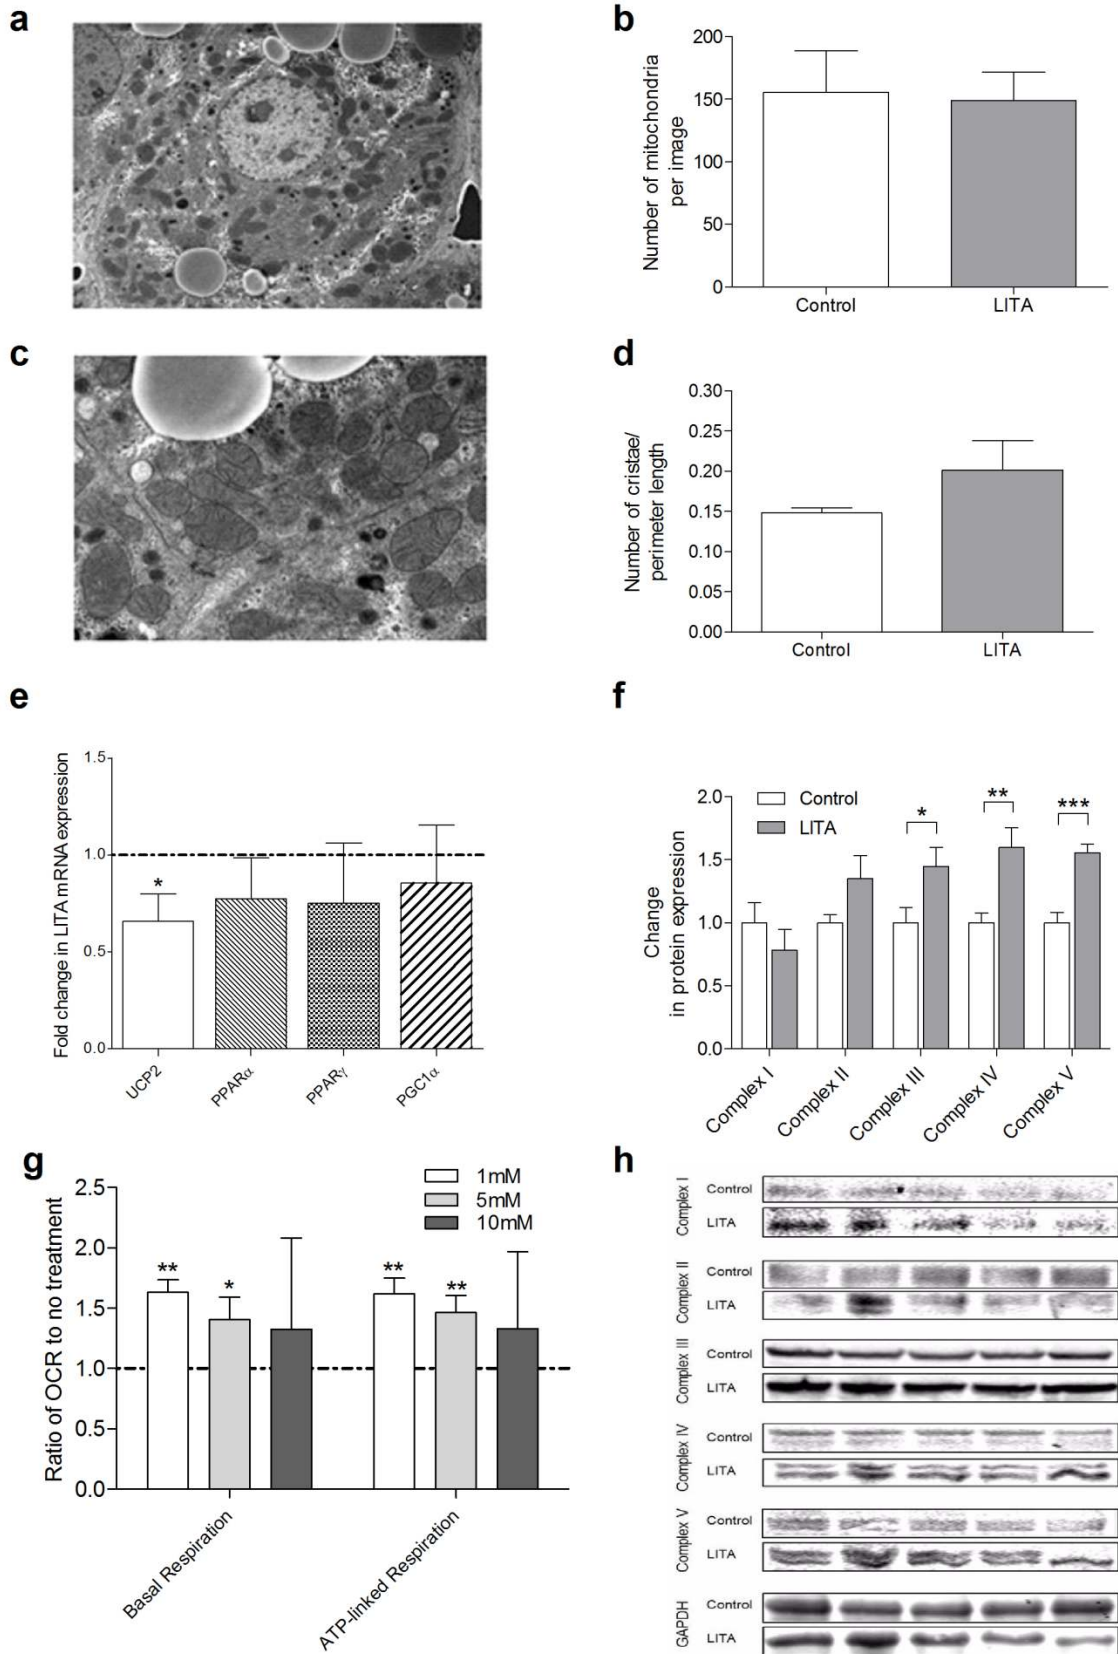 a
b
200
150
100
50
0
Number of mitochondria
per image
Control
LITA
c
d
0.30
0.25
0.20
0.15
0.10
0.05
0.00
Number of cristae/
perimeter length
Control
LITA
e
1.5
1.0
0.5
0.0
Fold change in LITA mRNA expression
*
UCP2
PPARα
PPARγ
PGC1α
f
Control
LITA
2.0
1.5
1.0
0.5
0.0
Change
in protein expression
*
**
***
Complex I
Complex II
Complex III
Complex IV
Complex V
g
1mM
5mM
10mM
2.5
2.0
1.5
1.0
0.5
0.0
Ratio of OCR to no treatment
**
*
**
**
Basal Respiration
ATP-linked Respiration
h
Complex I
Control
LITA
Complex II
Control
LITA
Complex III
Control
LITA
Complex IV
Control
LITA
Complex V
Control
LITA
GAPDH
Control
LITA